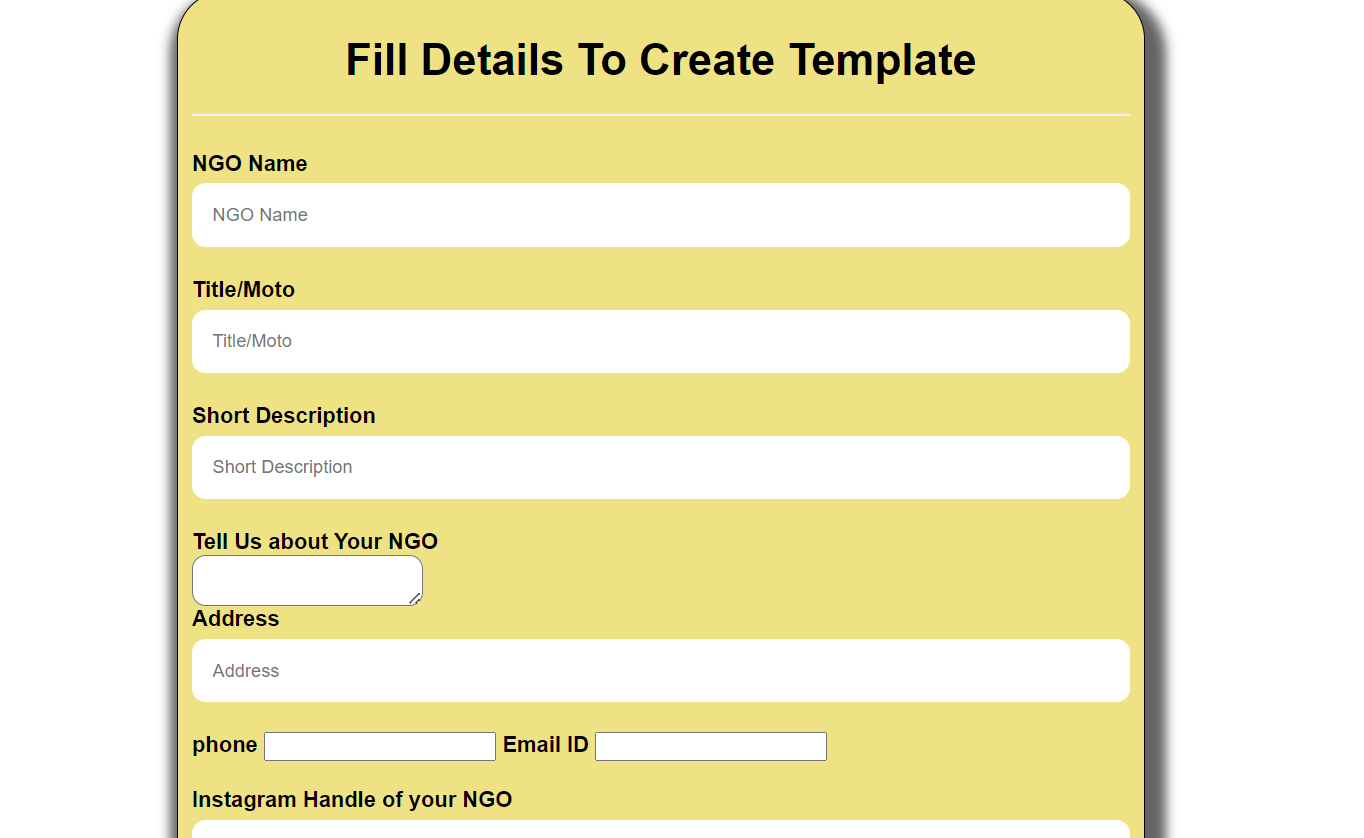 Fill Details To Create Template
NGO Name
NGO Name
Title/Moto
Title/Moto
Short Description
Short Description
Tell Us about Your NGO
Address
Address
phone Email ID
Instagram Handle of your NGO